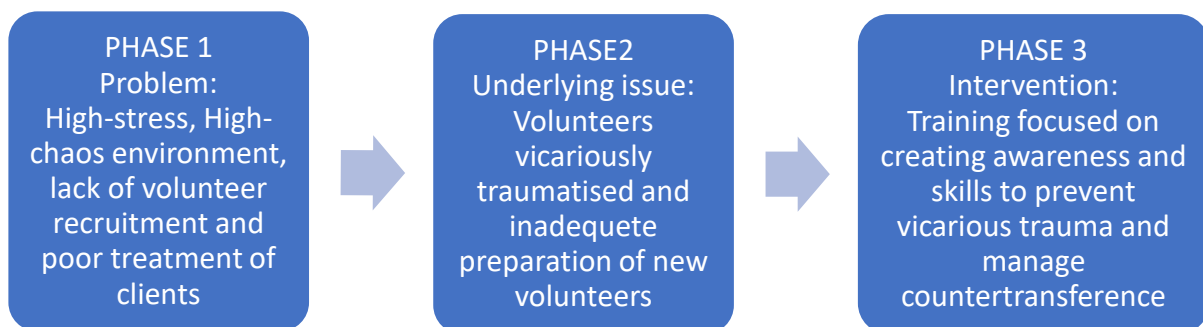 PHASE 1
Problem:
High-stress, High-
chaos environment,
lack of volunteer
recruitment and
poor treatment of
clients
PHASE2
Underlying issue:
Volunteers
vicariously
traumatised and
inadequete
preparation of new
volunteers
PHASE 3
Intervention:
Training focused on
creating awareness and
skills to prevent
vicarious trauma and
manage
countertransference